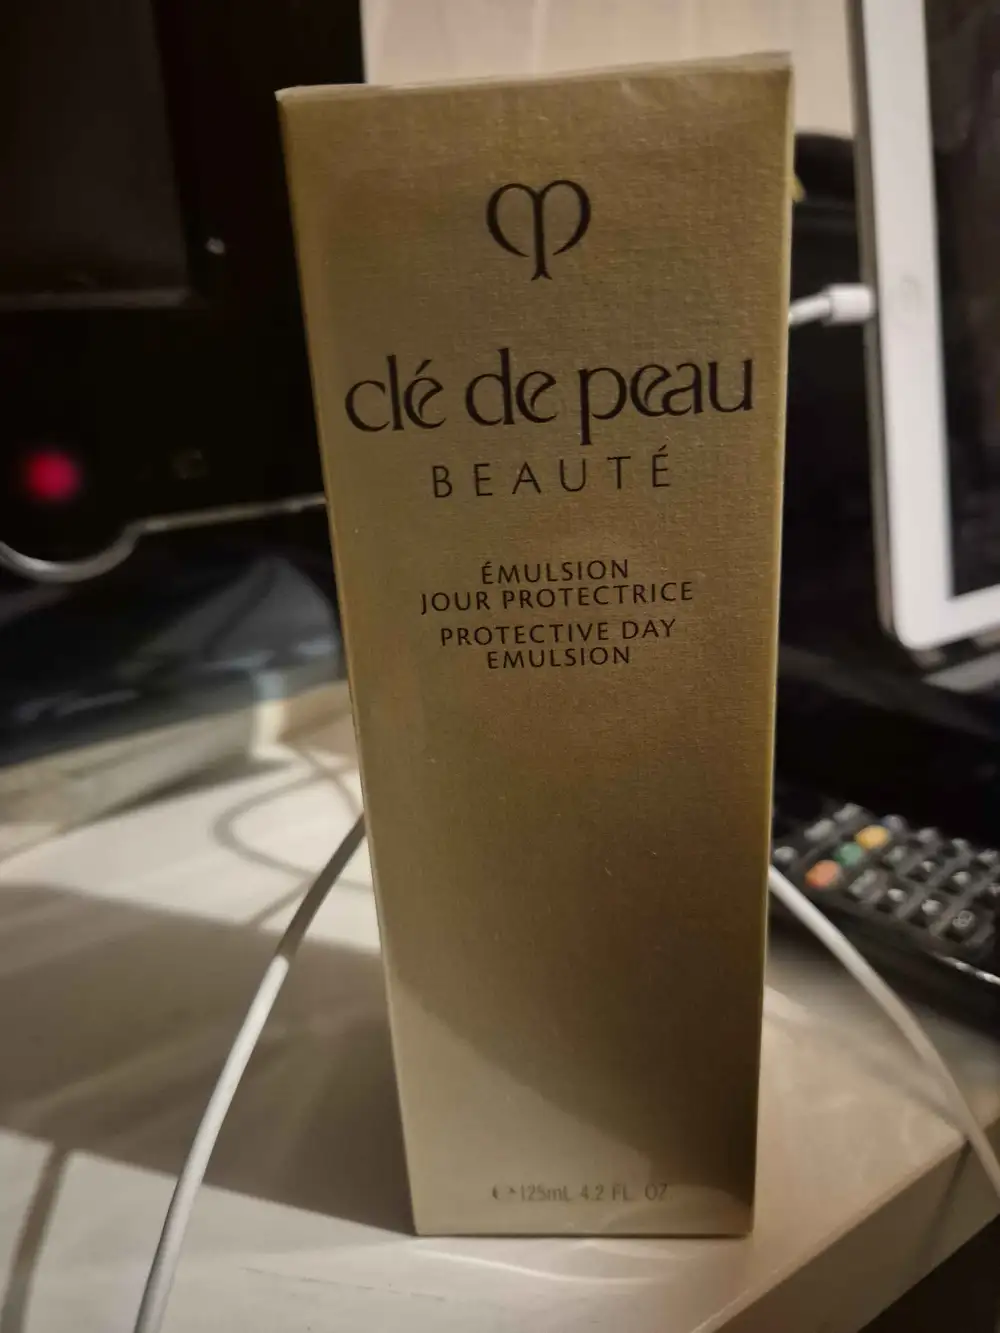 clé de peau
BEAUTÉ
ÉMULSION
JOUR PROTECTRICE
PROTECTIVE DAY
EMULSION
125mL 4.2 FL. OZ